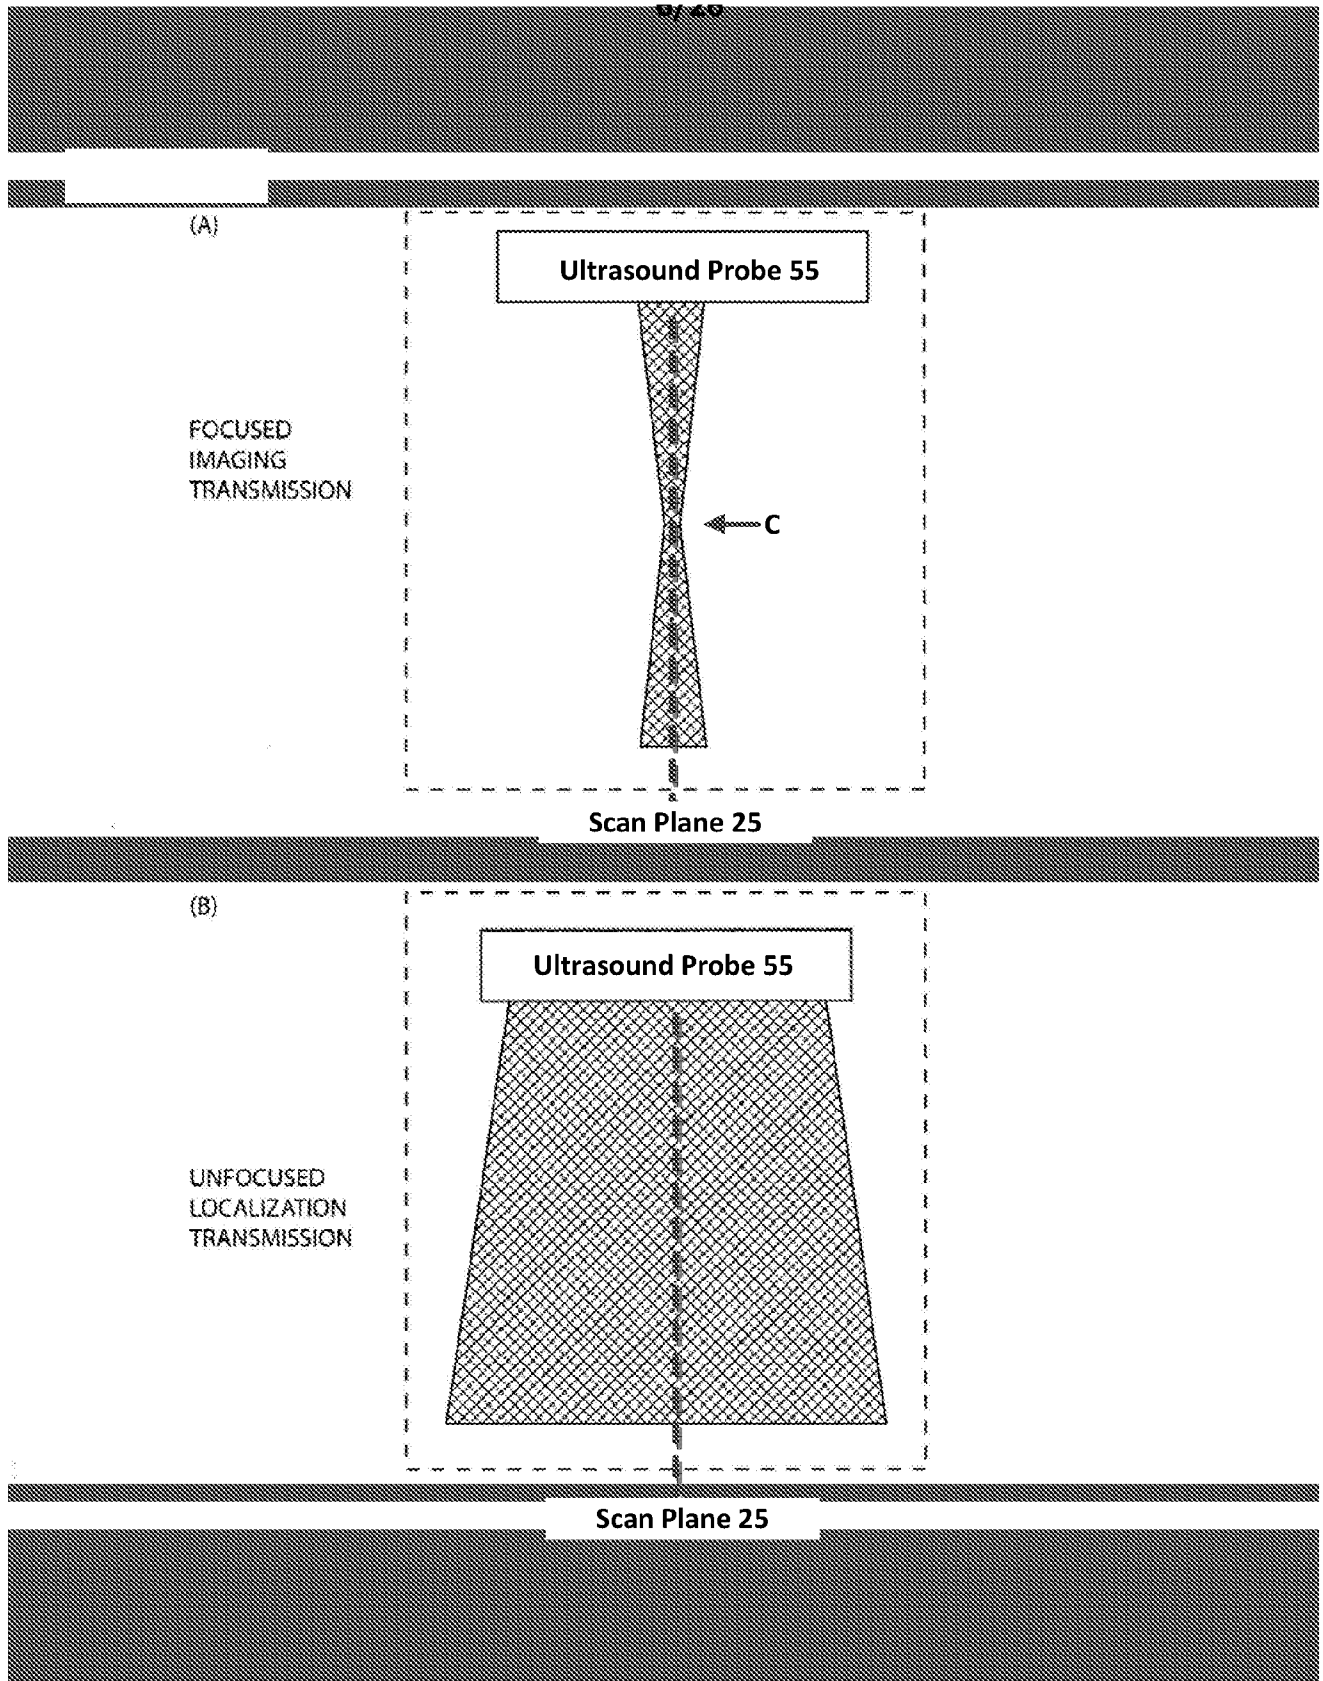 (A)
Ultrasound Probe 55
FOCUSED
IMAGING
TRANSMISSION
C
Scan Plane 25
(B)
Ultrasound Probe 55
UNFOCUSED
LOCALIZATION
TRANSMISSION
Scan Plane 25